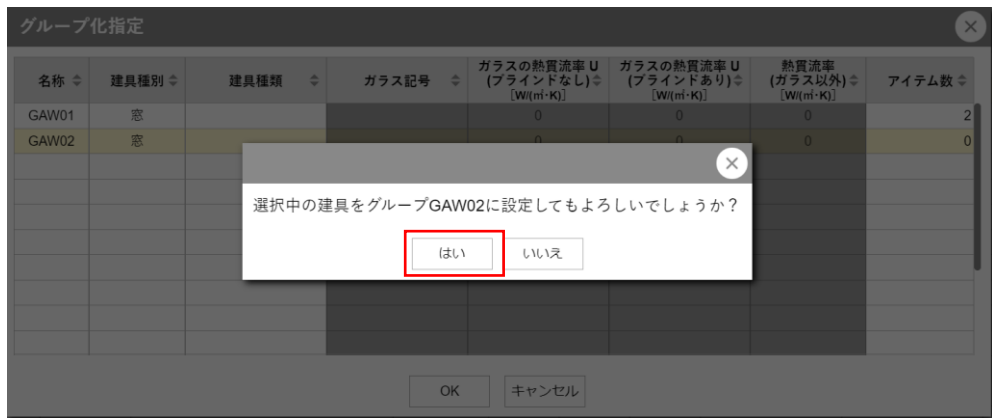 グループ化指定
名称
建具種別
建具種類
ガラス記号
ガラスの熱貫流率 U
(ブラインドなし)
[W/(㎡·K)]
ガラスの熱貫流率 U
(ブラインドあり)
[W/(㎡·K)]
熱貫流率
(ガラス以外)
[W/(㎡·K)]
アイテム数
GAW01 窓 0 0 0 2
GAW02 窓 0 0 0 0
選択中の建具をグループGAW02に設定してもよろしいでしょうか？
はい いいえ
OK キャンセル